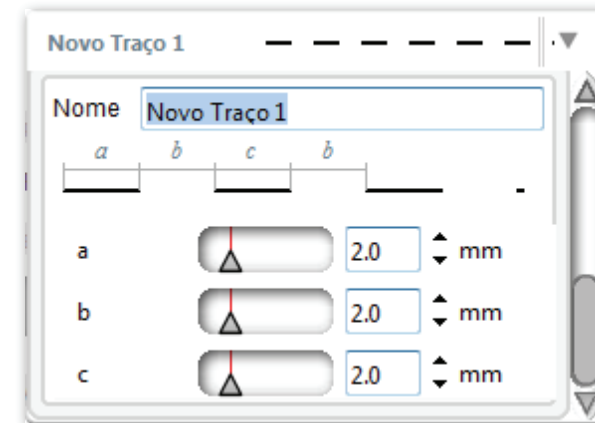 Novo Traço 1
Nome Novo Traço 1
a b c b
a 2.0 mm
b 2.0 mm
c 2.0 mm